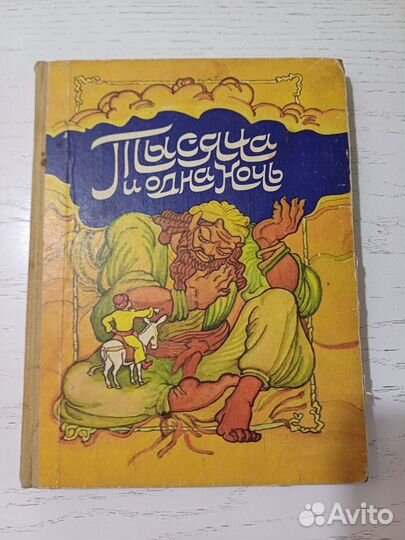 Тысяча
и одна ночь
Avito